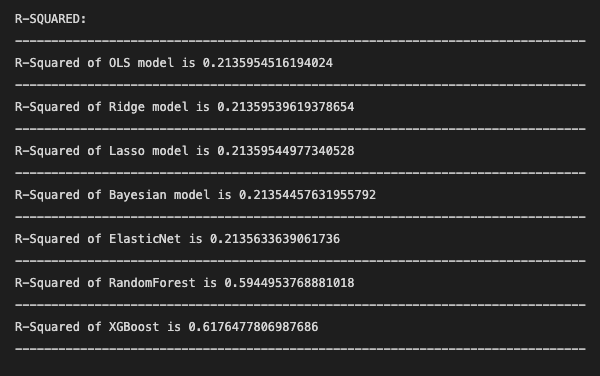 R-SQUARED:
-------------------------------------------------------------------------------
R-Squared of OLS model is 0.2135954516194024
-------------------------------------------------------------------------------
R-Squared of Ridge model is 0.21359539619378654
-------------------------------------------------------------------------------
R-Squared of Lasso model is 0.21359544977340528
-------------------------------------------------------------------------------
R-Squared of Bayesian model is 0.21354457631955792
-------------------------------------------------------------------------------
R-Squared of ElasticNet is 0.2135633639061736
-------------------------------------------------------------------------------
R-Squared of RandomForest is 0.5944953768881018
-------------------------------------------------------------------------------
R-Squared of XGBoost is 0.6176477806987686
-------------------------------------------------------------------------------